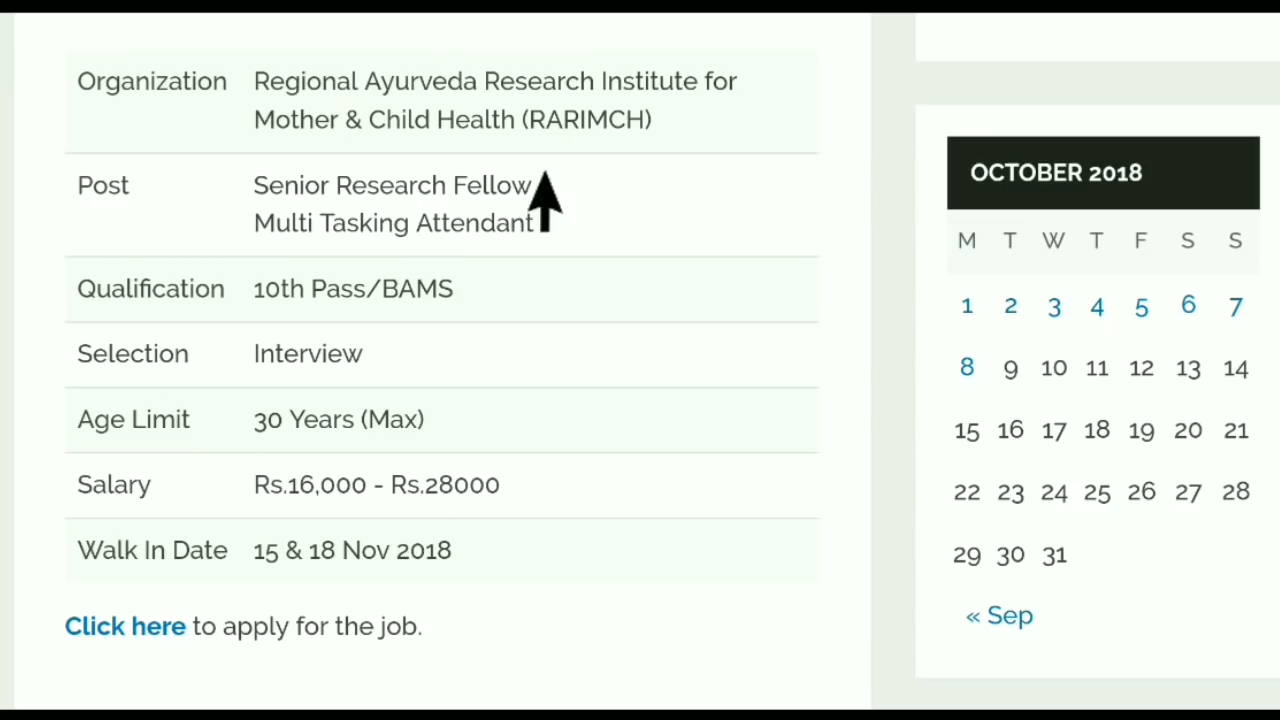 Organization Regional Ayurveda Research Institute for
Mother & Child Health (RARIMCH)
Post Senior Research Fellow
Multi Tasking Attendant
Qualification 10th Pass/BAMS
Selection Interview
Age Limit 30 Years (Max)
Salary Rs.16,000 - Rs.28000
Walk In Date 15 & 18 Nov 2018
Click here to apply for the job.
OCTOBER 2018
M T W T F S S
1 2 3 4 5 6 7
8 9 10 11 12 13 14
15 16 17 18 19 20 21
22 23 24 25 26 27 28
29 30 31
« Sep